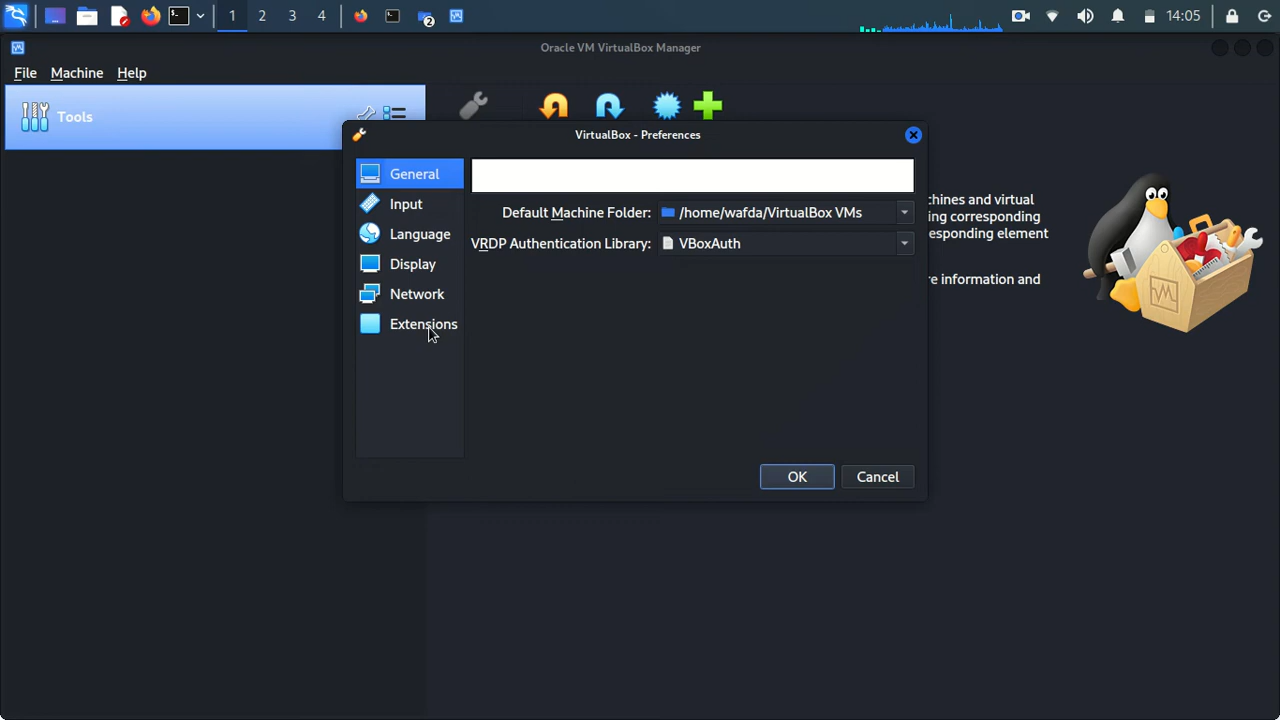 1 2 3 4 2 14:05
Oracle VM VirtualBox Manager
File Machine Help
Tools
VirtualBox - Preferences
General
Input
Language
Display
Network
Extensions
Default Machine Folder: /home/wafda/VirtualBox VMs
VRDP Authentication Library: VBoxAuth
OK Cancel
chines and virtual
ing corresponding
esponding element
re information and